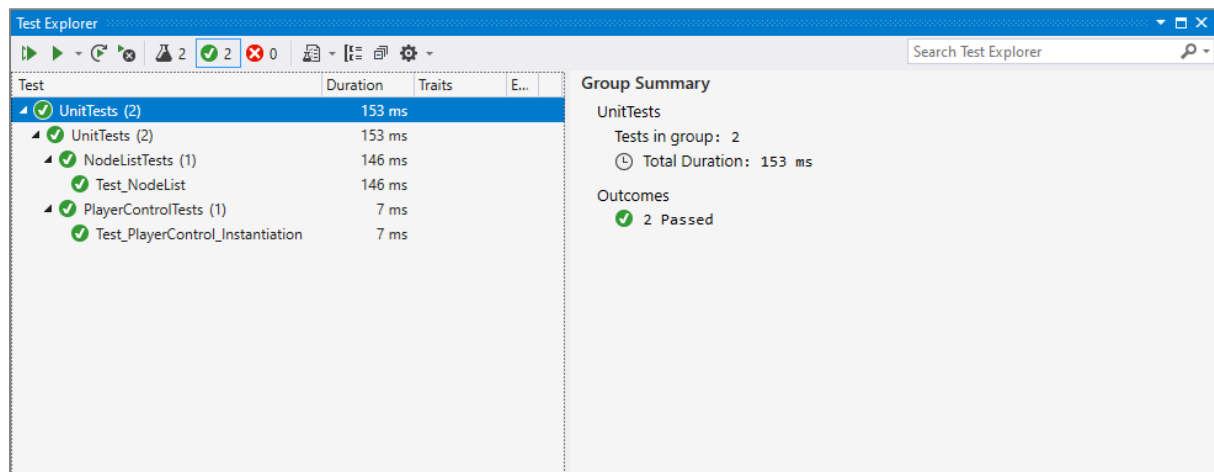 Test Explorer
2 2 0 Search Test Explorer
Test Duration Traits E...
UnitTests (2) 153 ms
UnitTests (2) 153 ms
NodeListTests (1) 146 ms
Test_NodeList 146 ms
PlayerControlTests (1) 7 ms
Test_PlayerControl_Instantiation 7 ms
Group Summary
UnitTests
Tests in group: 2
Total Duration: 153 ms
Outcomes
2 Passed